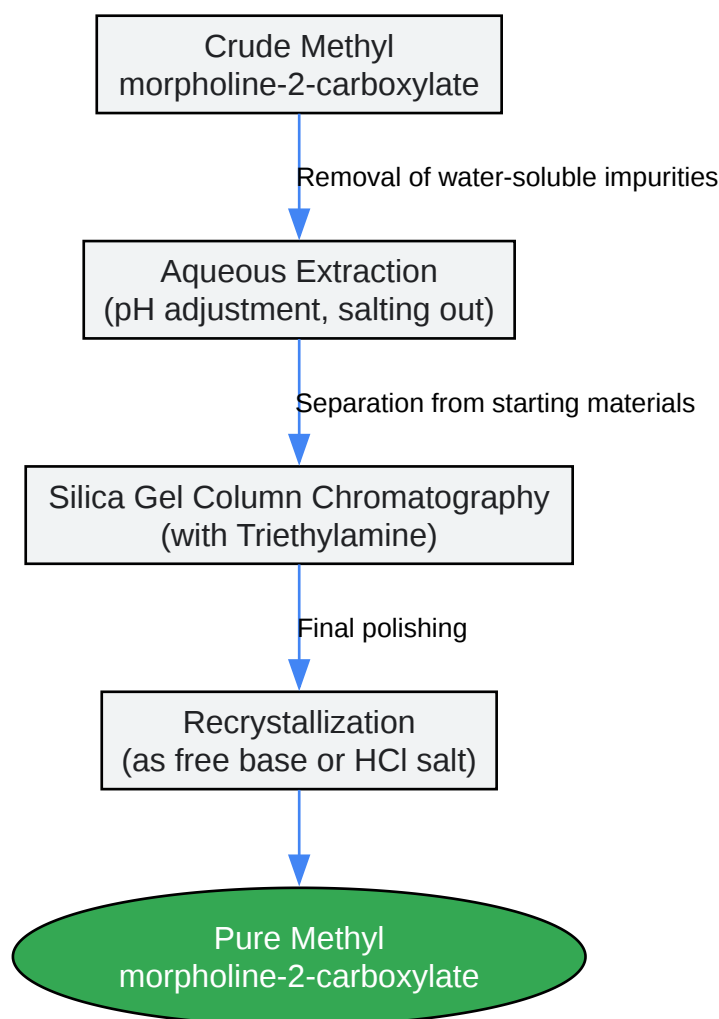 Crude Methyl
morpholine-2-carboxylate
Removal of water-soluble impurities
Aqueous Extraction
(pH adjustment, salting out)
Separation from starting materials
Silica Gel Column Chromatography
(with Triethylamine)
Final polishing
Recrystallization
(as free base or HCl salt)
Pure Methyl
morpholine-2-carboxylate